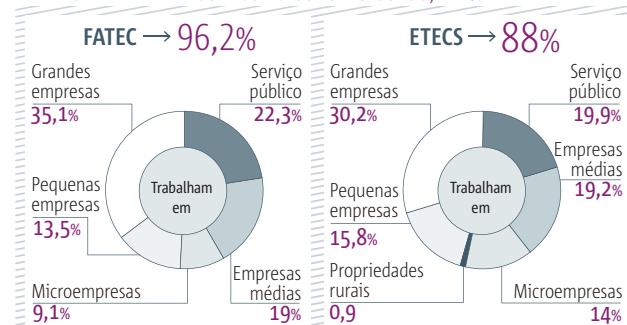 FATEC → 96,2%
Grandes
empresas
35,1%
Serviço
público
22,3%
Pequenas
empresas
13,5%
Trabalham
em
Microempresas
9,1%
Empresas
médias
19%
ETECS → 88%
Grandes
empresas
30,2%
Serviço
público
19,9%
Empresas
médias
19,2%
Pequenas
empresas
15,8%
Trabalham
em
Propriedades
rurais
0,9
Microempresas
14%